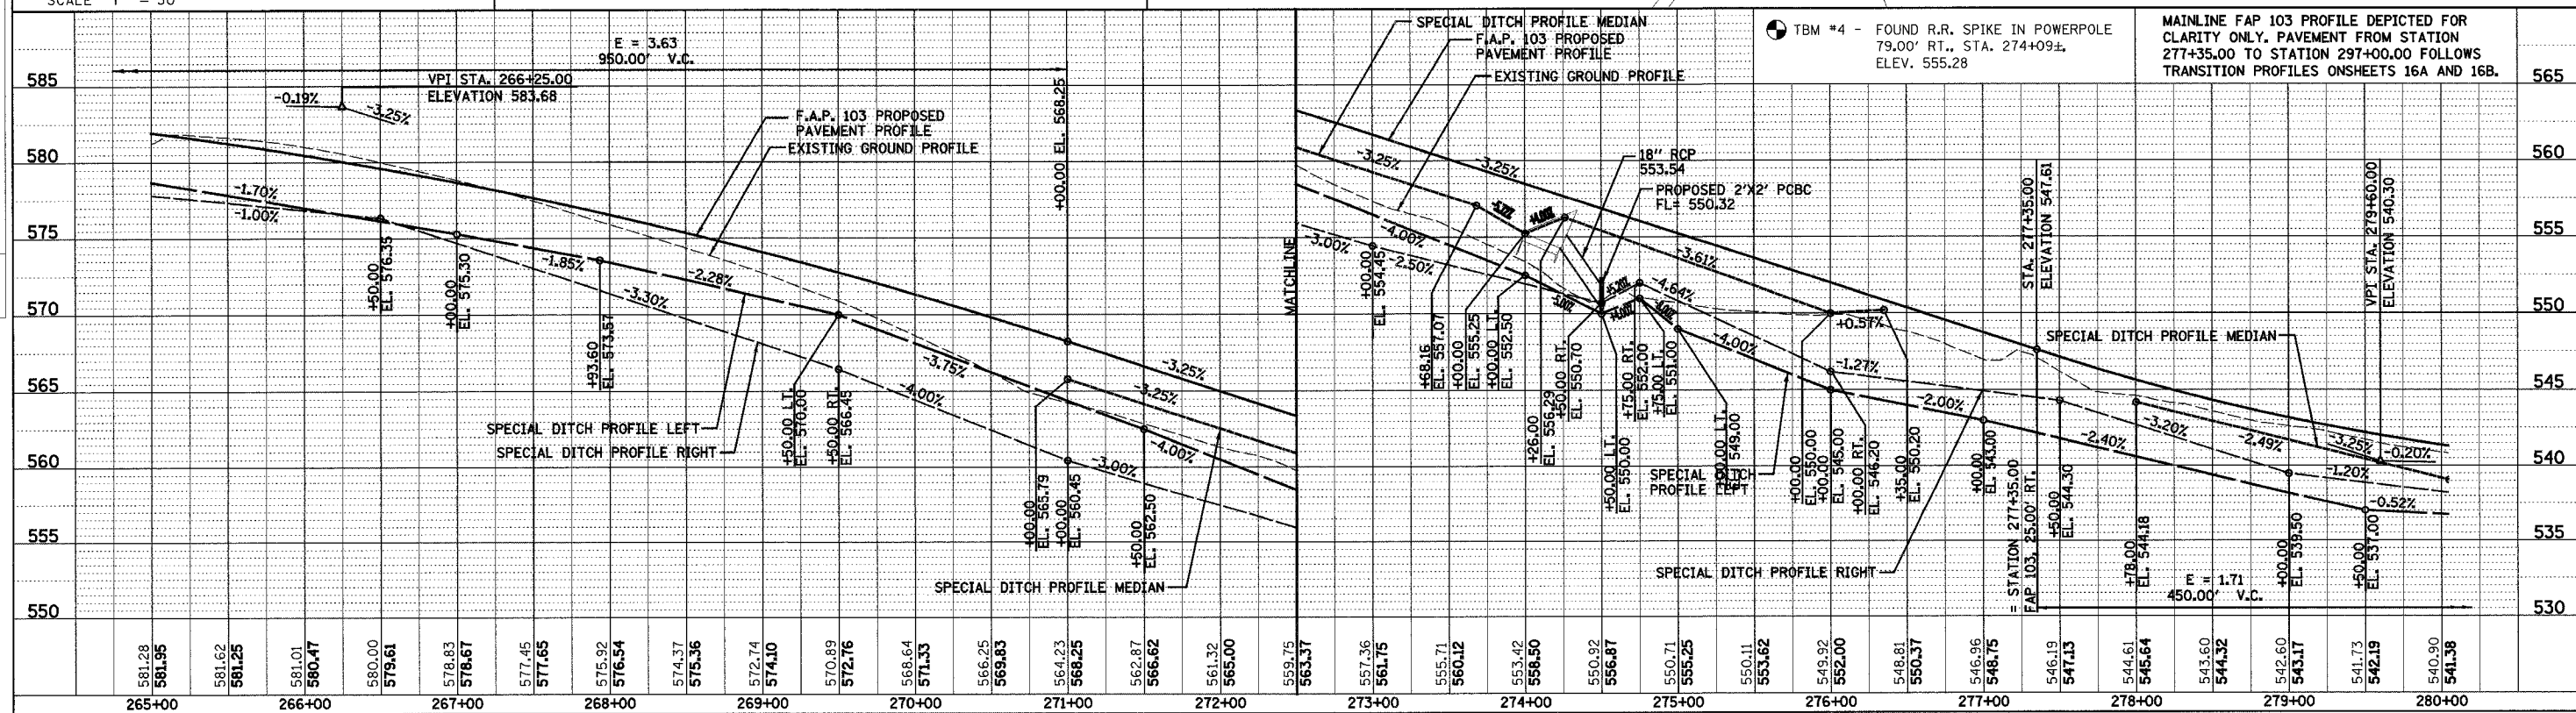 SCALE 1" = 50'
E = 3.63
950.00' V.C.
VPI STA. 266+25.00
ELEVATION 583.68
-0.19%
-3.25%
F.A.P. 103 PROPOSED
PAVEMENT PROFILE
EXISTING GROUND PROFILE
+00.00 EL. 568.25
585
580
575
570
565
560
555
550
-1.70%
-1.00%
+50.00
EL. 576.35
+00.00
EL. 575.30
-1.85%
+93.60
EL. 573.57
-2.28%
-3.30%
SPECIAL DITCH PROFILE LEFT
SPECIAL DITCH PROFILE RIGHT
+50.00 LT.
EL. 570.00
+50.00 RT.
EL. 566.45
-3.75%
-4.00%
+00.00
EL. 565.79
+00.00
EL. 560.45
-3.25%
-3.25%
-4.00%
-3.00%
+50.00
EL. 562.50
SPECIAL DITCH PROFILE MEDIAN
MATCHLINE
SPECIAL DITCH PROFILE MEDIAN
F.A.P. 103 PROPOSED
PAVEMENT PROFILE
EXISTING GROUND PROFILE
TBM #4 - FOUND R.R. SPIKE IN POWERPOLE
79.00' RT., STA. 274+09±,
ELEV. 555.28
MAINLINE FAP 103 PROFILE DEPICTED FOR
CLARITY ONLY. PAVEMENT FROM STATION
277+35.00 TO STATION 297+00.00 FOLLOWS
TRANSITION PROFILES ONSHEETS 16A AND 16B.
-3.25%
-3.25%
18" RCP
553.54
PROPOSED 2'X2' PCBC
FL= 550.32
-4.00%
-3.00%
-2.50%
+00.00
EL. 554.45
+68.16
EL. 557.07
+00.00
EL. 555.25
+00.00 LT.
EL. 552.50
+26.00
EL. 556.29
+50.00 RT.
EL. 550.70
+50.00 LT.
EL. 550.00
+75.00 RT.
EL. 552.00
+75.00 LT.
EL. 551.00
+4.00%
-5.00%
+5.20%
+4.00%
-3.61%
-4.64%
-4.00%
EL. 549.00
SPECIAL DITCH
PROFILE LEFT
+00.00
EL. 550.00
+00.00
EL. 545.00
+00.00 RT.
EL. 546.20
+35.00
EL. 550.20
+0.57%
-1.27%
-2.00%
+00.00
EL. 543.00
STA. 277+35.00
ELEVATION 547.61
= STATION 277+35.00
FAP 103, 25.00' RT.
+50.00
EL. 544.30
SPECIAL DITCH PROFILE RIGHT
SPECIAL DITCH PROFILE MEDIAN
VPI STA. 279+60.00
ELEVATION 540.30
-3.20%
-2.40%
-2.49%
-3.25%
-0.20%
-1.20%
-0.52%
+78.00
EL. 544.18
+00.00
EL. 539.50
+50.00
EL. 537.00
E = 1.71
450.00' V.C.
565
560
555
550
545
540
535
530
581.28 581.95
581.62 581.25
581.01 580.47
580.00 579.61
578.83 578.67
577.45 577.65
575.92 576.54
574.37 575.36
572.74 574.10
570.89 572.76
568.64 571.33
566.25 569.83
564.23 568.25
562.87 566.62
561.32 565.00
559.75 563.37
557.36 561.75
555.71 560.12
553.42 558.50
550.92 556.87
550.71 555.25
550.11 553.62
549.92 552.00
548.81 550.37
546.96 548.75
546.19 547.13
544.61 545.64
543.60 544.32
542.60 543.17
541.73 542.19
540.90 541.38
265+00 266+00 267+00 268+00 269+00 270+00 271+00 272+00 273+00 274+00 275+00 276+00 277+00 278+00 279+00 280+00